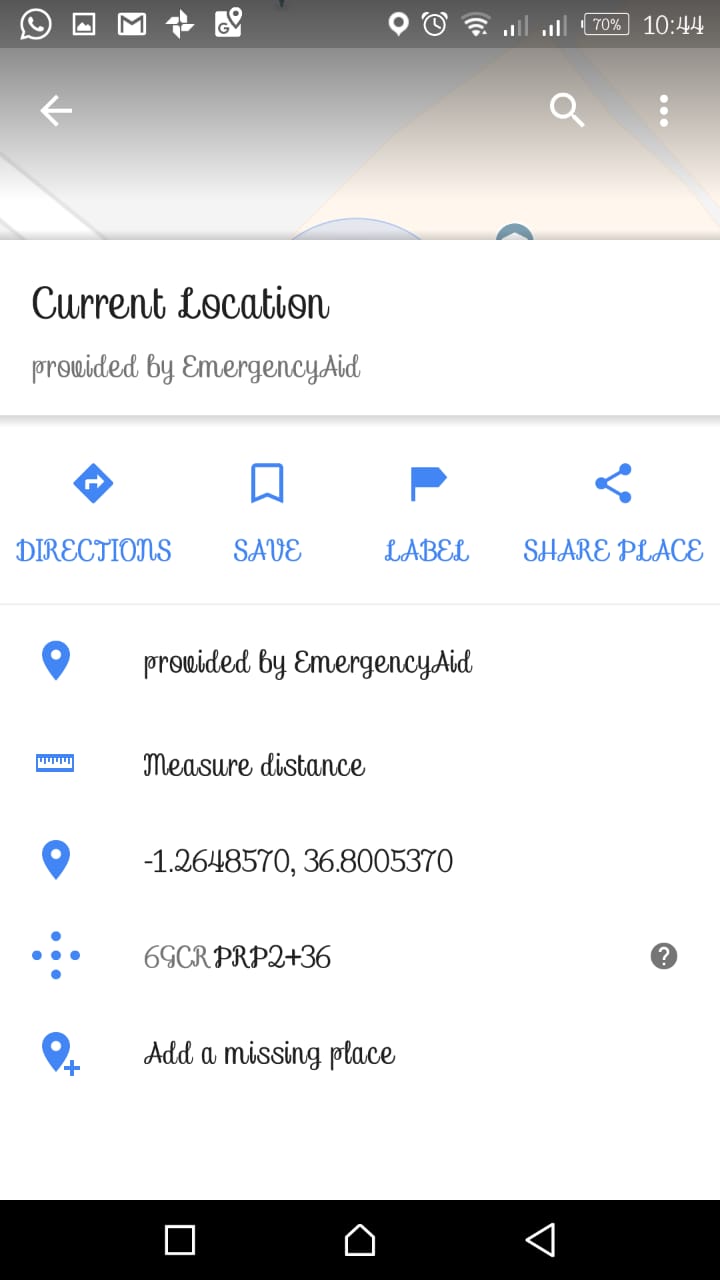 70% 10:44
Current Location
provided by EmergencyAid
DIRECTIONS SAVE LABEL SHARE PLACE
provided by EmergencyAid
Measure distance
-1.2648570, 36.8005370
6GCR PRP2+36
Add a missing place